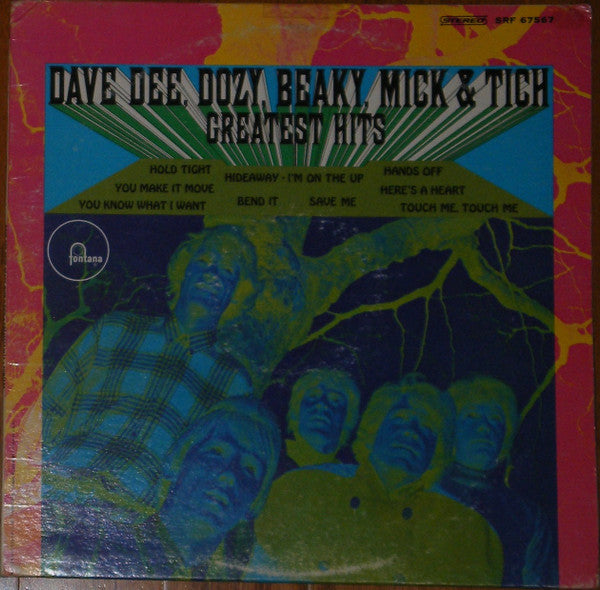 STEREO SRF 67567
DAVE DEE, DOZY, BEAKY, MICK & TICH
GREATEST HITS
HOLD TIGHT
YOU MAKE IT MOVE
YOU KNOW WHAT I WANT
HIDEAWAY - I'M ON THE UP
BEND IT SAVE ME
HANDS OFF
HERE'S A HEART
TOUCH ME, TOUCH ME
fontana